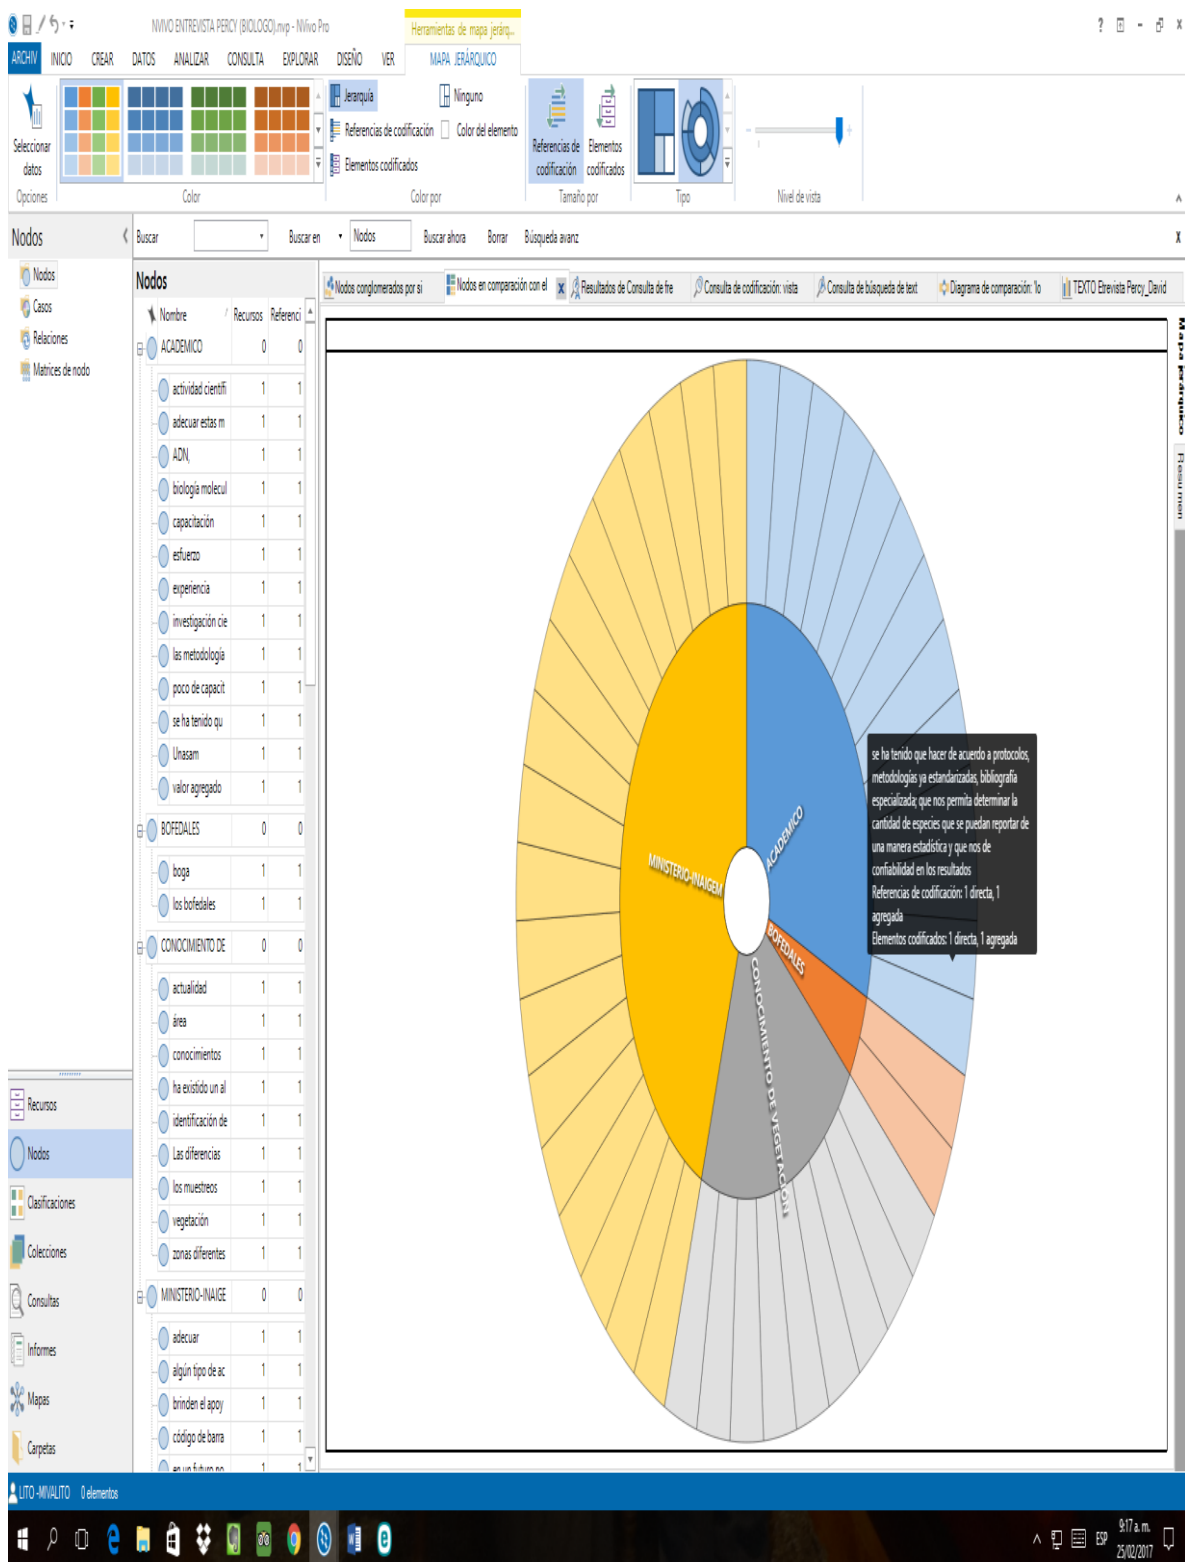 NVIVO ENTREVISTA PERCY (BIOLOGO).nvp - NVivo Pro
Herramientas de mapa jerárq...
ARCHIV INICIO CREAR DATOS ANALIZAR CONSULTA EXPLORAR DISEÑO VER MAPA JERÁRQUICO
Seleccionar datos
Opciones
Color
Jerarquía
Ninguno
Referencias de codificación
Color del elemento
Elementos codificados
Color por
Referencias de codificación
Elementos codificados
Tamaño por
Tipo
Nivel de vista
Nodos
Buscar
Buscar en
Nodos
Buscar ahora
Borrar
Búsqueda avanz
Nodos
Casos
Relaciones
Matrices de nodo
Recursos
Nodos
Clasificaciones
Colecciones
Consultas
Informes
Mapas
Carpetas
Nodos
Nombre Recursos Referenci
ACADEMICO 0 0
actividad científi 1 1
adecuar estas m 1 1
ADN, 1 1
biología molecul 1 1
capacitación 1 1
esfuerzo 1 1
experiencia 1 1
investigación cie 1 1
las metodología 1 1
poco de capacit 1 1
se ha tenido qu 1 1
Unasam 1 1
valor agregado 1 1
BOFEDALES 0 0
boga 1 1
los bofedales 1 1
CONOCIMIENTO DE 0 0
actualidad 1 1
área 1 1
conocimientos 1 1
ha existido un al 1 1
identificación de 1 1
Las diferencias 1 1
los muestreos 1 1
vegetación 1 1
zonas diferentes 1 1
MINISTERIO-INAIGE 0 0
adecuar 1 1
algún tipo de ac 1 1
brinden el apoy 1 1
código de barra 1 1
en un futuro no 1 1
Nodos conglomerados por si
Nodos en comparación con el
Resultados de Consulta de fre
Consulta de codificación: vista
Consulta de búsqueda de text
Diagrama de comparación: 'lo
TEXTO Etrevista Percy_David
Mapa jerárquico
Resumen
MINISTERIO-INAIGEM
ACADEMICO
BOFEDALES
CONOCIMIENTO DE VEGETACIÓN
se ha tenido que hacer de acuerdo a protocolos,
metodologías ya estandarizadas, bibliografía
especializada; que nos permita determinar la
cantidad de especies que se puedan reportar de
una manera estadística y que nos de
confiabilidad en los resultados
Referencias de codificación: 1 directa, 1
agregada
Elementos codificados: 1 directa, 1 agregada
LITO -MIVALITO 0 elementos
ESP
9:17 a. m.
25/02/2017